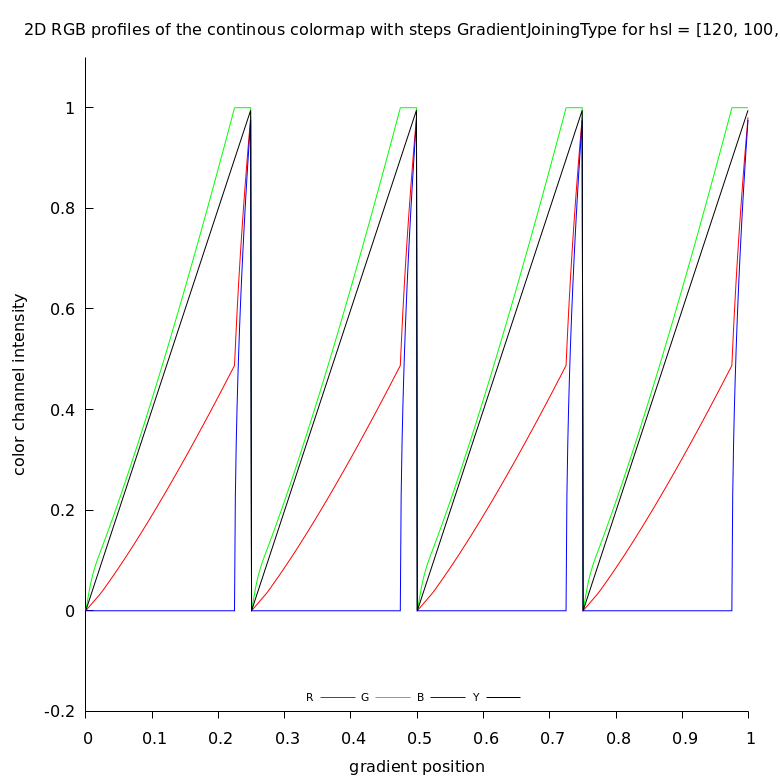 2D RGB profiles of the continous colormap with steps GradientJoiningType for hsl = [120, 100,
1
0.8
0.6
0.4
0.2
0
-0.2
color channel intensity
R G B Y
0 0.1 0.2 0.3 0.4 0.5 0.6 0.7 0.8 0.9 1
gradient position